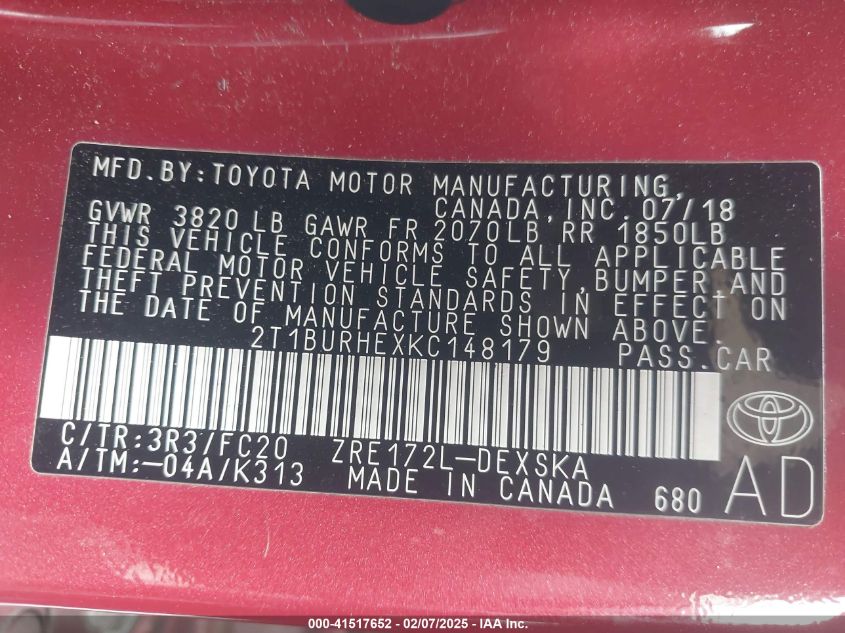 MFD.BY:TOYOTA MOTOR MANUFACTURING,
CANADA,INC. 07/18
GVWR 3820 LB GAWR FR 2070LB RR 1850LB
THIS VEHICLE CONFORMS TO ALL APPLICABLE
FEDERAL MOTOR VEHICLE SAFETY,BUMPER,AND
THEFT PREVENTION STANDARDS IN EFFECT ON
THE DATE OF MANUFACTURE SHOWN ABOVE.
2T1BURHEXKC148179 PASS.CAR
C/TR:3R3/FC20 ZRE172L-DEXSKA
A/TM:-04A/K313 MADE IN CANADA 680 AD
000-41517652 - 02/07/2025 - IAA Inc.